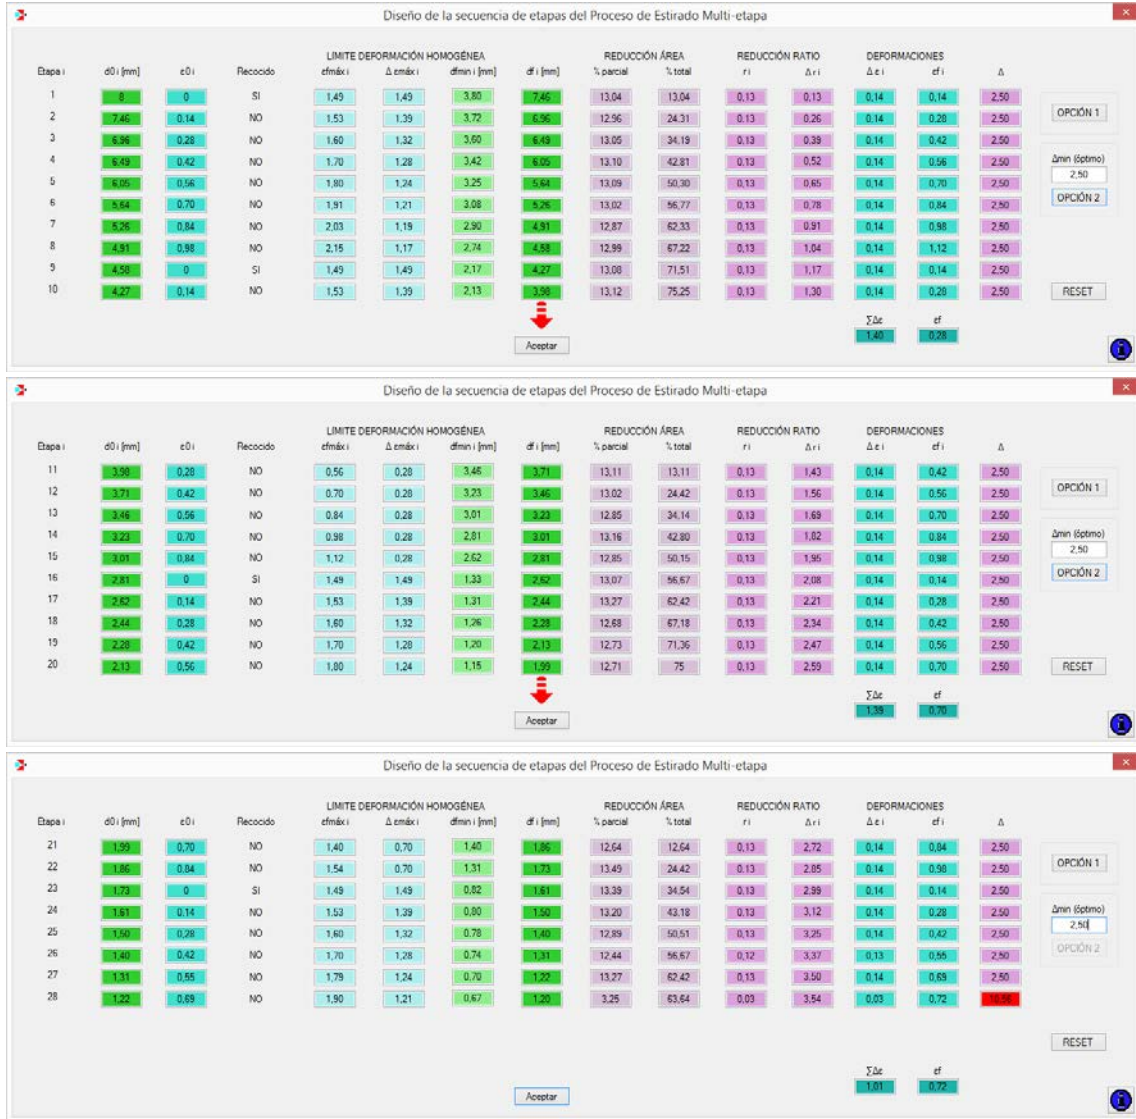 Diseño de la secuencia de etapas del Proceso de Estirado Multi-etapa
LIMITE DEFORMACIÓN HOMOGÉNEA REDUCCIÓN ÁREA REDUCCIÓN RATIO DEFORMACIONES
Etapa i d0 i [mm] ε0 i Recocido εfmáx i Δ εmáx i dfmin i [mm] df i [mm] % parcial % total r i Δ r i Δ ε i εf i Δ
1 8 0 SI 1,49 1,49 3,80 7,46 13,04 13,04 0,13 0,13 0,14 0,14 2,50
2 7,46 0,14 NO 1,53 1,39 3,72 6,96 12,96 24,31 0,13 0,26 0,14 0,28 2,50 OPCIÓN 1
3 6,96 0,28 NO 1,60 1,32 3,60 6,49 13,05 34,19 0,13 0,39 0,14 0,42 2,50
4 6,49 0,42 NO 1,70 1,28 3,42 6,05 13,10 42,81 0,13 0,52 0,14 0,56 2,50 Δmin (óptimo)
5 6,05 0,56 NO 1,80 1,24 3,25 5,64 13,09 50,30 0,13 0,65 0,14 0,70 2,50 2,50
6 5,64 0,70 NO 1,91 1,21 3,08 5,26 13,02 56,77 0,13 0,78 0,14 0,84 2,50 OPCIÓN 2
7 5,26 0,84 NO 2,03 1,19 2,90 4,91 12,87 62,33 0,13 0,91 0,14 0,98 2,50
8 4,91 0,98 NO 2,15 1,17 2,74 4,58 12,99 67,22 0,13 1,04 0,14 1,12 2,50
9 4,58 0 SI 1,49 1,49 2,17 4,27 13,08 71,51 0,13 1,17 0,14 0,14 2,50
10 4,27 0,14 NO 1,53 1,39 2,13 3,98 13,12 75,25 0,13 1,30 0,14 0,28 2,50 RESET
∑Δε εf
1,40 0,28
Aceptar
Diseño de la secuencia de etapas del Proceso de Estirado Multi-etapa
LIMITE DEFORMACIÓN HOMOGÉNEA REDUCCIÓN ÁREA REDUCCIÓN RATIO DEFORMACIONES
Etapa i d0 i [mm] ε0 i Recocido εfmáx i Δ εmáx i dfmin i [mm] df i [mm] % parcial % total r i Δ r i Δ ε i εf i Δ
11 3,98 0,28 NO 0,56 0,28 3,46 3,71 13,11 13,11 0,13 1,43 0,14 0,42 2,50
12 3,71 0,42 NO 0,70 0,28 3,23 3,46 13,02 24,42 0,13 1,56 0,14 0,56 2,50 OPCIÓN 1
13 3,46 0,56 NO 0,84 0,28 3,01 3,23 12,85 34,14 0,13 1,69 0,14 0,70 2,50
14 3,23 0,70 NO 0,98 0,28 2,81 3,01 13,16 42,80 0,13 1,82 0,14 0,84 2,50 Δmin (óptimo)
15 3,01 0,84 NO 1,12 0,28 2,62 2,81 12,85 50,15 0,13 1,95 0,14 0,98 2,50 2,50
16 2,81 0 SI 1,49 1,49 1,33 2,62 13,07 56,67 0,13 2,08 0,14 0,14 2,50 OPCIÓN 2
17 2,62 0,14 NO 1,53 1,39 1,31 2,44 13,27 62,42 0,13 2,21 0,14 0,28 2,50
18 2,44 0,28 NO 1,60 1,32 1,26 2,28 12,68 67,18 0,13 2,34 0,14 0,42 2,50
19 2,28 0,42 NO 1,70 1,28 1,20 2,13 12,73 71,36 0,13 2,47 0,14 0,56 2,50
20 2,13 0,56 NO 1,80 1,24 1,15 1,99 12,71 75 0,13 2,59 0,14 0,70 2,50 RESET
∑Δε εf
1,39 0,70
Aceptar
Diseño de la secuencia de etapas del Proceso de Estirado Multi-etapa
LIMITE DEFORMACIÓN HOMOGÉNEA REDUCCIÓN ÁREA REDUCCIÓN RATIO DEFORMACIONES
Etapa i d0 i [mm] ε0 i Recocido εfmáx i Δ εmáx i dfmin i [mm] df i [mm] % parcial % total r i Δ r i Δ ε i εf i Δ
21 1,99 0,70 NO 1,40 0,70 1,40 1,86 12,64 12,64 0,13 2,72 0,14 0,84 2,50
22 1,86 0,84 NO 1,54 0,70 1,31 1,73 13,49 24,42 0,13 2,85 0,14 0,98 2,50 OPCIÓN 1
23 1,73 0 SI 1,49 1,49 0,82 1,61 13,39 34,54 0,13 2,99 0,14 0,14 2,50
24 1,61 0,14 NO 1,53 1,39 0,80 1,50 13,20 43,18 0,13 3,12 0,14 0,28 2,50 Δmin (óptimo)
25 1,50 0,28 NO 1,60 1,32 0,78 1,40 12,89 50,51 0,13 3,25 0,14 0,42 2,50 2,50
26 1,40 0,42 NO 1,70 1,28 0,74 1,31 12,44 56,67 0,12 3,37 0,13 0,55 2,50 OPCIÓN 2
27 1,31 0,55 NO 1,79 1,24 0,70 1,22 13,27 62,42 0,13 3,50 0,14 0,69 2,50
28 1,22 0,69 NO 1,90 1,21 0,67 1,20 3,25 63,64 0,03 3,54 0,03 0,72
RESET
∑Δε εf
1,01 0,72
Aceptar